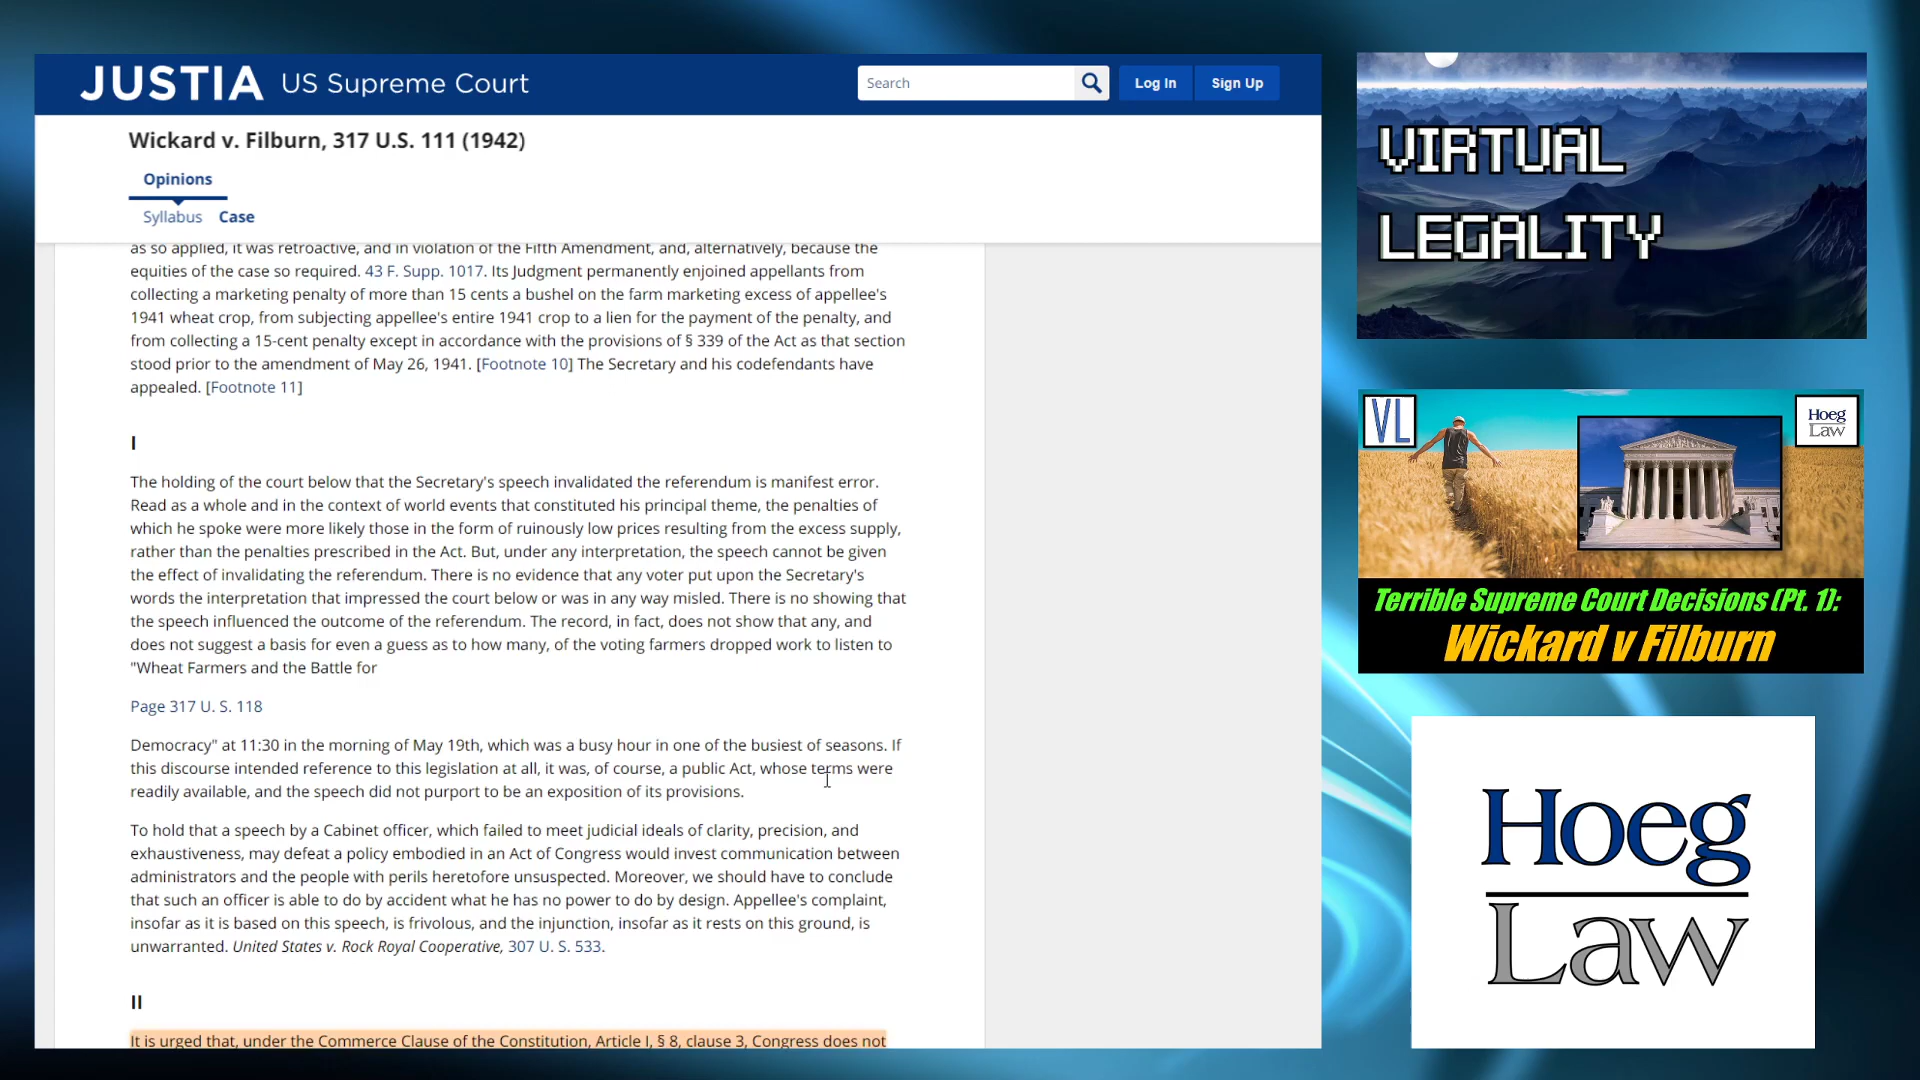 JUSTIA US Supreme Court
Search
Log In
Sign Up
Wickard v. Filburn, 317 U.S. 111 (1942)
Opinions
Syllabus Case
as so applied, it was retroactive, and in violation of the Fifth Amendment, and, alternatively, because the
equities of the case so required. 43 F. Supp. 1017. Its Judgment permanently enjoined appellants from
collecting a marketing penalty of more than 15 cents a bushel on the farm marketing excess of appellee's
1941 wheat crop, from subjecting appellee's entire 1941 crop to a lien for the payment of the penalty, and
from collecting a 15-cent penalty except in accordance with the provisions of § 339 of the Act as that section
stood prior to the amendment of May 26, 1941. [Footnote 10] The Secretary and his codefendants have
appealed. [Footnote 11]
I
The holding of the court below that the Secretary's speech invalidated the referendum is manifest error.
Read as a whole and in the context of world events that constituted his principal theme, the penalties of
which he spoke were more likely those in the form of ruinously low prices resulting from the excess supply,
rather than the penalties prescribed in the Act. But, under any interpretation, the speech cannot be given
the effect of invalidating the referendum. There is no evidence that any voter put upon the Secretary's
words the interpretation that impressed the court below or was in any way misled. There is no showing that
the speech influenced the outcome of the referendum. The record, in fact, does not show that any, and
does not suggest a basis for even a guess as to how many, of the voting farmers dropped work to listen to
"Wheat Farmers and the Battle for
Page 317 U. S. 118
Democracy" at 11:30 in the morning of May 19th, which was a busy hour in one of the busiest of seasons. If
this discourse intended reference to this legislation at all, it was, of course, a public Act, whose terms were
readily available, and the speech did not purport to be an exposition of its provisions.
To hold that a speech by a Cabinet officer, which failed to meet judicial ideals of clarity, precision, and
exhaustiveness, may defeat a policy embodied in an Act of Congress would invest communication between
administrators and the people with perils heretofore unsuspected. Moreover, we should have to conclude
that such an officer is able to do by accident what he has no power to do by design. Appellee's complaint,
insofar as it is based on this speech, is frivolous, and the injunction, insofar as it rests on this ground, is
unwarranted. United States v. Rock Royal Cooperative, 307 U. S. 533.
II
It is urged that, under the Commerce Clause of the Constitution, Article I, § 8, clause 3, Congress does not
VIRTUAL
LEGALITY
VL
Hoeg
Law
Terrible Supreme Court Decisions (Pt. 1):
Wickard v Filburn
Hoeg
Law